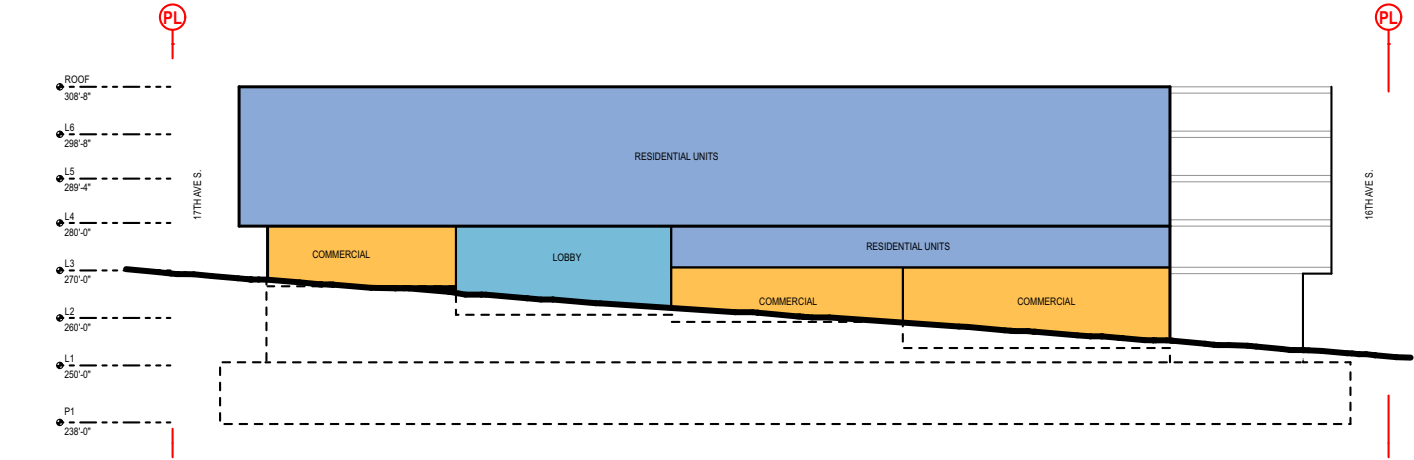 PL
PL
ROOF
308'-8"
L6
298'-8"
L5
289'-4"
L4
280'-0"
L3
270'-0"
L2
260'-0"
L1
250'-0"
P1
238'-0"
17TH AVE S.
RESIDENTIAL UNITS
COMMERCIAL
LOBBY
RESIDENTIAL UNITS
COMMERCIAL
COMMERCIAL
16TH AVE S.